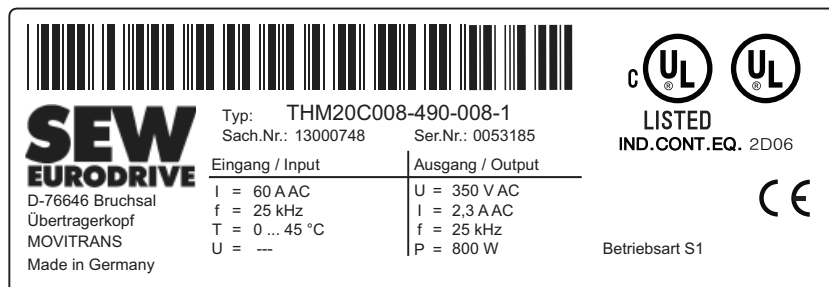 SEW
EURODRIVE
D-76646 Bruchsal
Übertragerkopf
MOVITRANS
Made in Germany
Typ: THM20C008-490-008-1
Sach.Nr.: 13000748 Ser.Nr.: 0053185
Eingang / Input
I = 60 A AC
f = 25 kHz
T = 0 ... 45 °C
U = ---
Ausgang / Output
U = 350 V AC
I = 2,3 A AC
f = 25 kHz
P = 800 W
C UL ® UL ®
LISTED
IND.CONT.EQ. 2D06
CE
Betriebsart S1